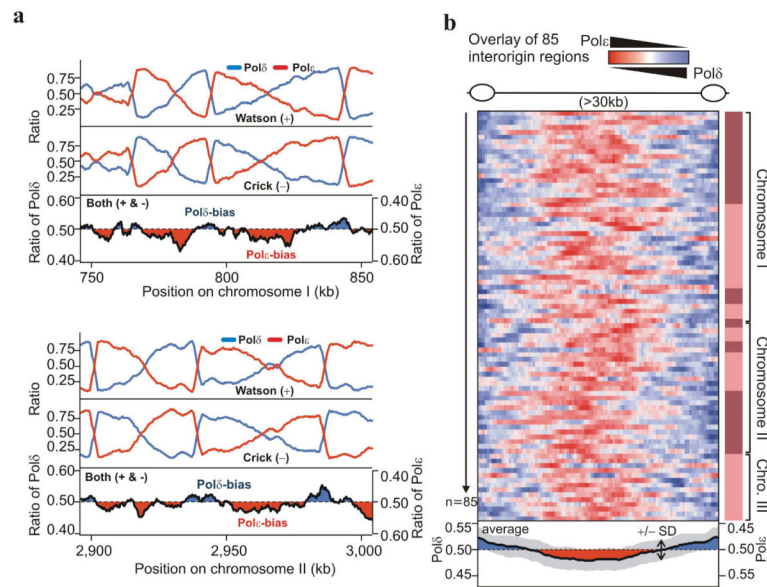 a
Polδ Polε
Ratio
0.75
0.50
0.25
Watson (+)
0.75
0.50
0.25
Crick (−)
Ratio of Polδ
0.60
0.50
0.40
Both (+ & -)
Polδ-bias
Polε-bias
0.40
0.50
0.60
Ratio of Polε
750 800 850
Position on chromosome I (kb)
Polδ Polε
Ratio
0.75
0.50
0.25
Watson (+)
0.75
0.50
0.25
Crick (−)
Ratio of Polδ
0.60
0.50
0.40
Both (+ & -)
Polδ-bias
Polε-bias
0.40
0.50
0.60
Ratio of Polε
2,900 2,950 3,000
Position on chromosome II (kb)
b
Overlay of 85
interorigin regions
Polε
Polδ
(>30kb)
n=85
Chromosome I
Chromosome II
Chro. III
Polδ
0.55
0.50
0.45
average
+/− SD
0.45
0.50
0.55
Polε